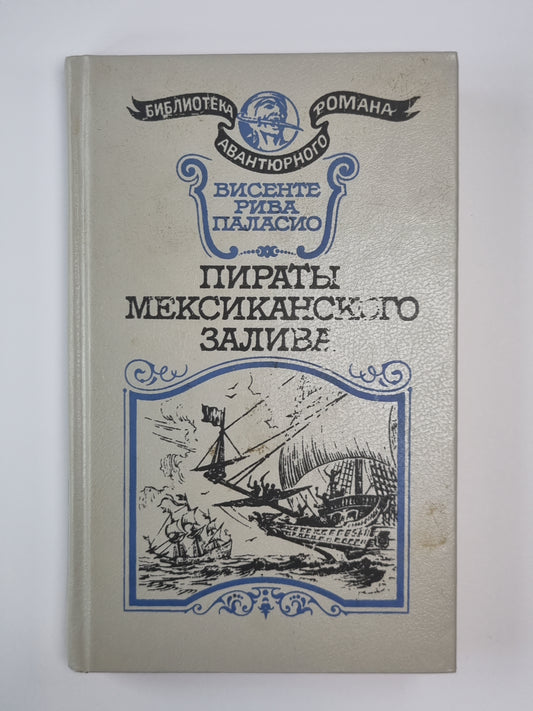 БИБЛИОТЕКА
АВАНТЮРНОГО
РОМАНА
ВИСЕНТЕ
РИВА
ПАЛАСИО
ПИРАТЫ
МЕКСИКАНСКОГО
ЗАЛИВА